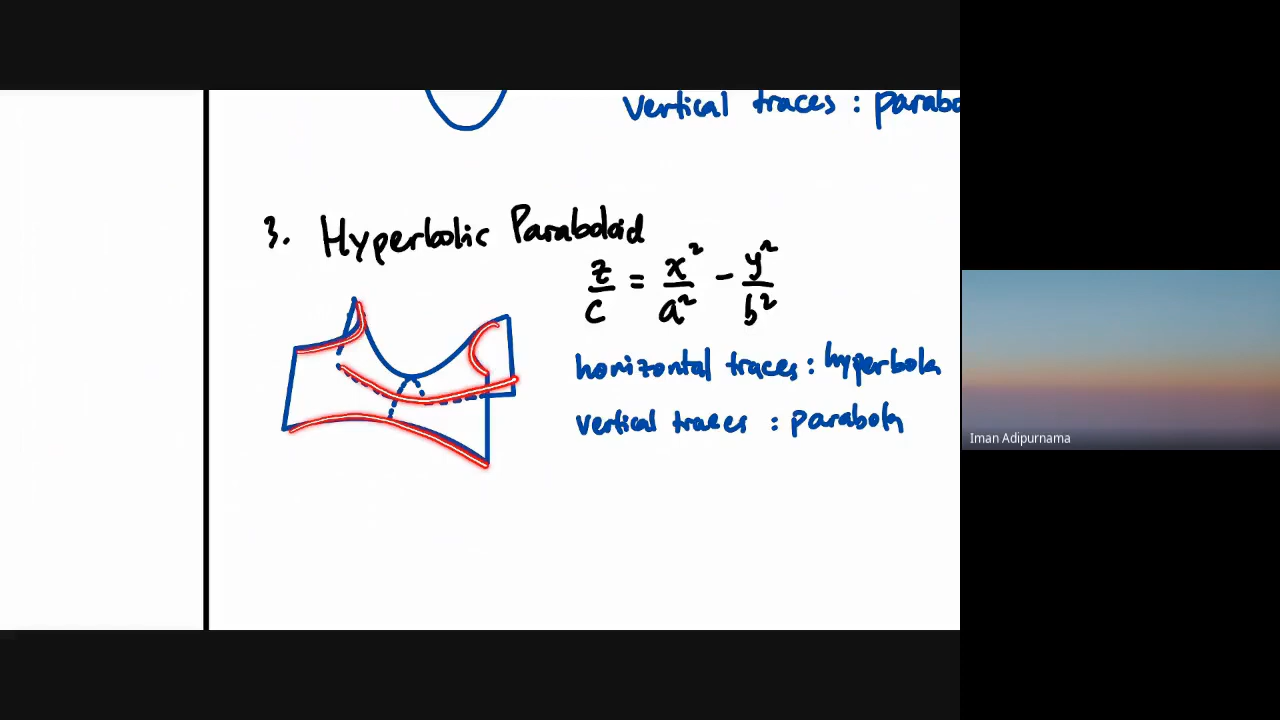 vertical traces : parabo
3. Hyperbolic Paraboloid
z/c = x²/a² - y²/b²
horizontal traces : hyperbola
vertical traces : parabola
Iman Adipurnama